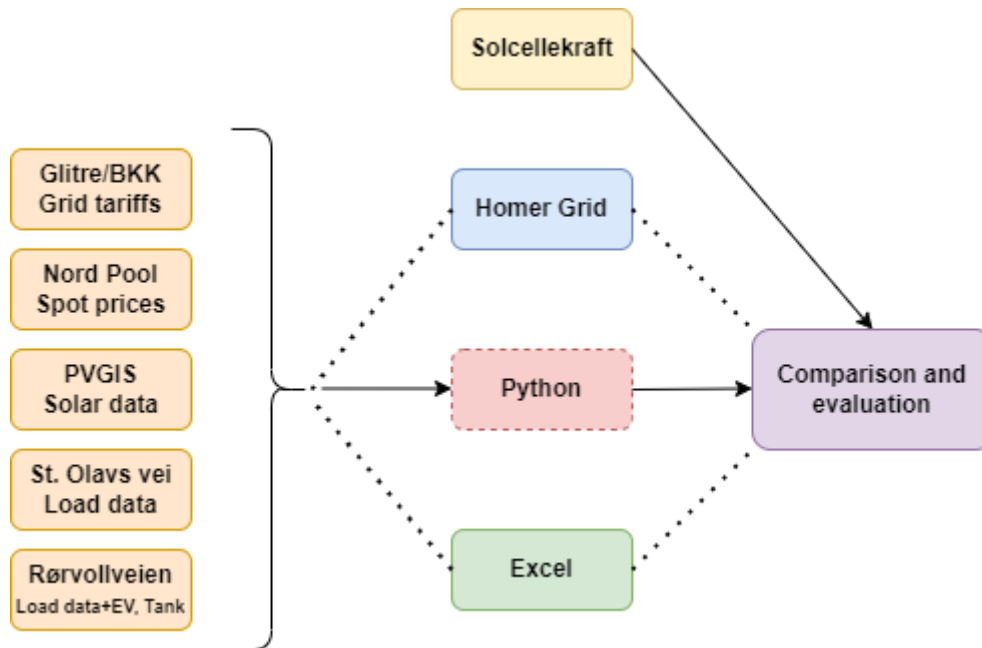 Solcellekraft
Glitre/BKK
Grid tariffs
Nord Pool
Spot prices
PVGIS
Solar data
St. Olavs vei
Load data
Rørvollveien
Load data+EV, Tank
Homer Grid
Python
Excel
Comparison and
evaluation